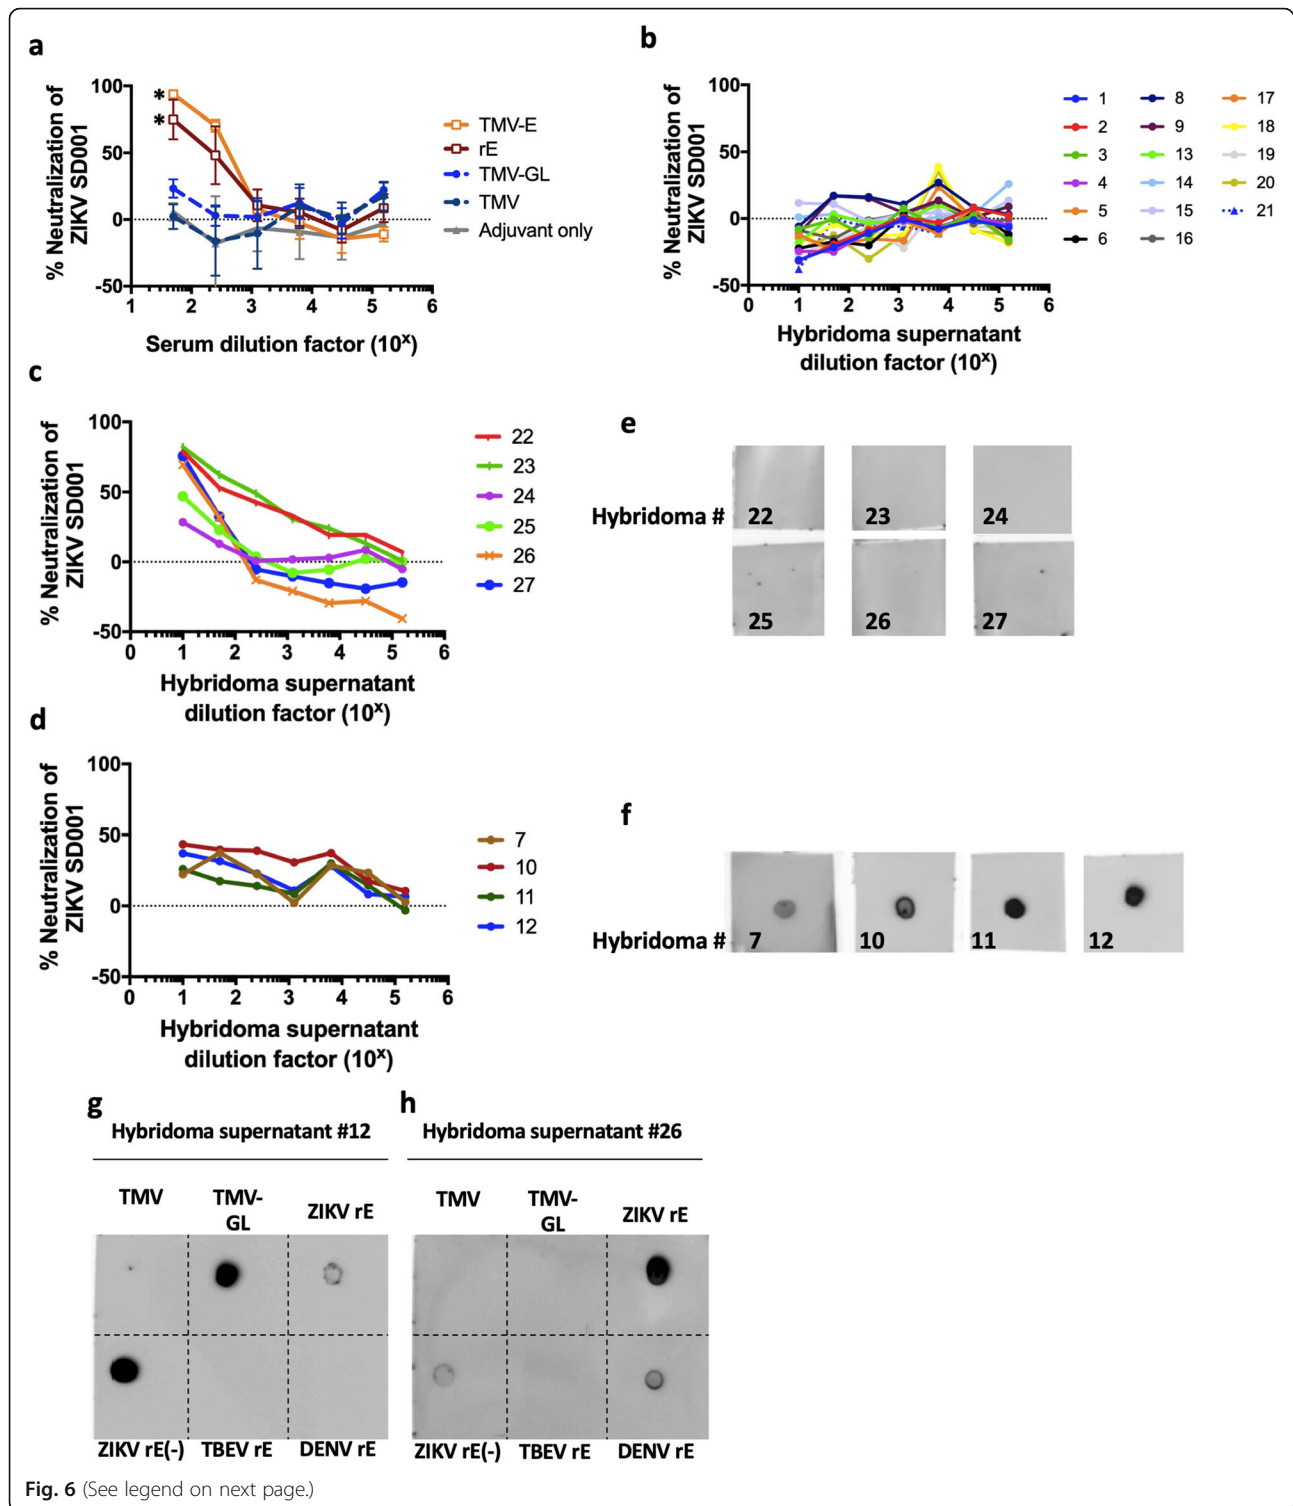 a
% Neutralization of
ZIKV SD001
100
50
0
-50
*
*
1 2 3 4 5 6
Serum dilution factor (10ˣ)
TMV-E
rE
TMV-GL
TMV
Adjuvant only
b
% Neutralization of
ZIKV SD001
100
50
0
-50
0 1 2 3 4 5 6
Hybridoma supernatant
dilution factor (10ˣ)
1 8 17
2 9 18
3 13 19
4 14 20
5 15 21
6 16
c
% Neutralization of
ZIKV SD001
100
50
0
-50
0 1 2 3 4 5 6
Hybridoma supernatant
dilution factor (10ˣ)
22
23
24
25
26
27
e
Hybridoma # 22 23 24
25 26 27
d
% Neutralization of
ZIKV SD001
100
50
0
-50
0 1 2 3 4 5 6
Hybridoma supernatant
dilution factor (10ˣ)
7
10
11
12
f
Hybridoma # 7 10 11 12
g
Hybridoma supernatant #12
TMV TMV- ZIKV rE
GL
ZIKV rE(-) TBEV rE DENV rE
h
Hybridoma supernatant #26
TMV TMV- ZIKV rE
GL
ZIKV rE(-) TBEV rE DENV rE
Fig. 6 (See legend on next page.)